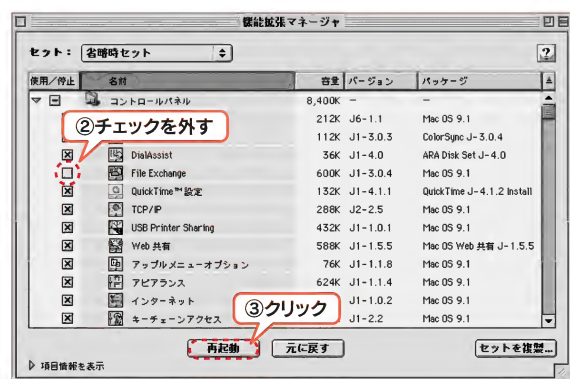 機能拡張マネージャ
セット： 省略時セット ?
使用/停止 名前 容量 バージョン パッケージ
コントロールパネル 8,400K – –
212K J6-1.1 Mac OS 9.1
②チェックを外す
112K J1-3.0.3 ColorSync J-3.0.4
DialAssist 36K J1-4.0 ARA Disk Set J-4.0
File Exchange 600K J1-3.0.4 Mac OS 9.1
QuickTime™ 設定 132K J1-4.1.1 QuickTime J-4.1.2 Install
TCP/IP 288K J2-2.5 Mac OS 9.1
USB Printer Sharing 432K J1-1.0.1 Mac OS 9.1
Web 共有 588K J1-1.5.5 Mac OS Web 共有 J-1.5.5
アップルメニューオプション 76K J1-1.1.8 Mac OS 9.1
アピアランス 624K J1-1.1.4 Mac OS 9.1
インターネット J1-1.0.2 Mac OS 9.1
③クリック
キーチェーンアクセス J1-2.2 Mac OS 9.1
再起動 元に戻す セットを複製...
項目情報を表示